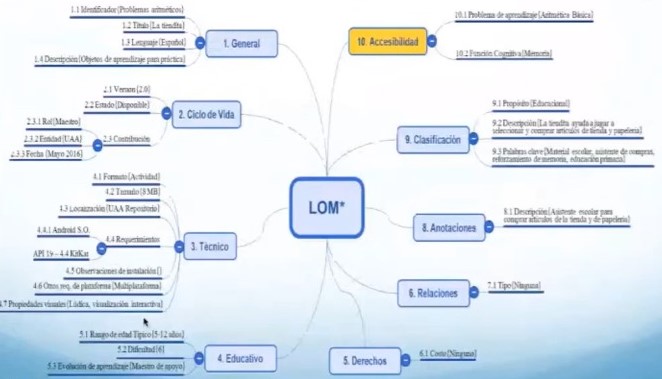 1.1 Identificador [Problemas aritméticos]
1.2 Título [La tiendita]
1.3 Lenguaje [Español]
1.4 Descripción [Objetos de aprendizaje para práctica]
1. General
2.1 Version [2.0]
2.2 Estado [Disponible]
2.3.1 Rol [Maestro]
2.3.2 Entidad [UAA]
2.3.3 Fecha [Mayo 2016]
2.3 Contribución
2. Ciclo de Vida
4.1 Formato [Actividad]
4.2 Tamaño [8 MB]
4.3 Localización [UAA Repositorio]
4.4.1 Android S.O.
API 19 – 4.4 KitKat
4.4 Requerimientos
4.5 Observaciones de instalación []
4.6 Otros req. de plataforma [Multiplataforma]
4.7 Propiedades visuales [Lúdica, visualización interactiva]
3. Técnico
5.1 Rango de edad Típico [5-12 años]
5.2 Dificultad [6]
5.3 Evolución de aprendizaje [Maestro de apoyo]
4. Educativo
LOM*
10. Accesibilidad
10.1 Problema de aprendizaje [Aritmética Básica]
10.2 Función Cognitiva [Memoria]
9. Clasificación
9.1 Propósito [Educacional]
9.2 Descripción [La tiendita ayuda a jugar a
seleccionar y comprar artículos de tienda y papelería]
9.3 Palabras clave [Material escolar, asistente de compras,
reforzamiento de memoria, educación primaria]
8. Anotaciones
8.1 Descripción [Asistente escolar para
comprar artículos de la tienda y de papelería]
6. Relaciones
7.1 Tipo [Ninguna]
5. Derechos
6.1 Costo [Ninguna]